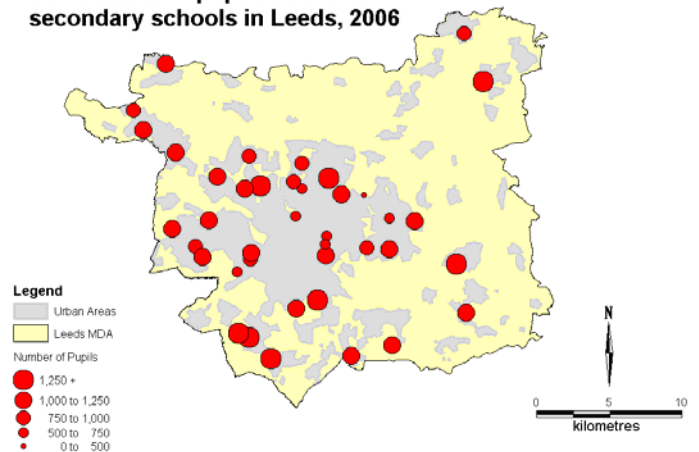 secondary schools in Leeds, 2006
Legend
Urban Areas
Leeds MDA
Number of Pupils
1,250 +
1,000 to 1,250
750 to 1,000
500 to 750
0 to 500
N
0 5 10
kilometres